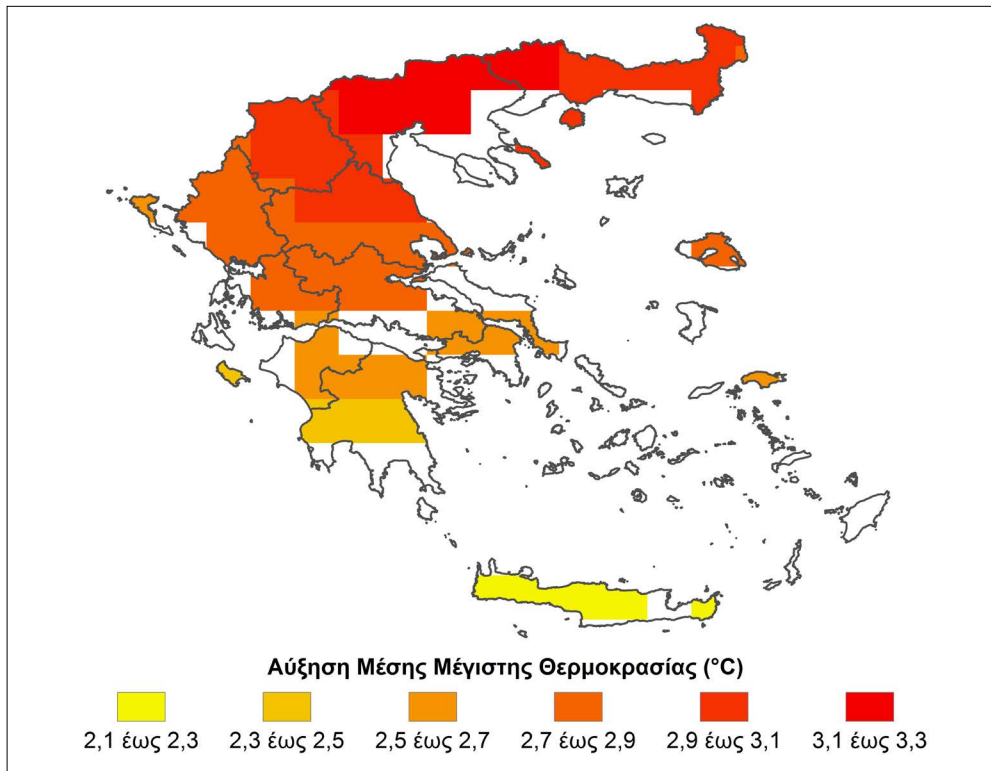 Αύξηση Μέσης Μέγιστης Θερμοκρασίας (°C)
2,1 έως 2,3 2,3 έως 2,5 2,5 έως 2,7 2,7 έως 2,9 2,9 έως 3,1 3,1 έως 3,3